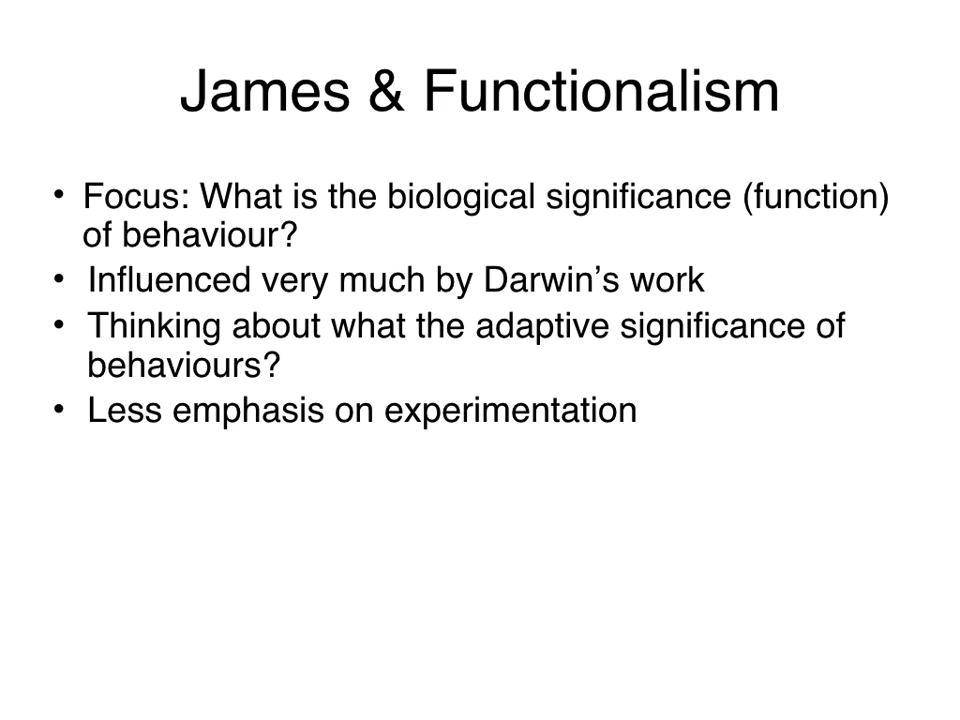 James & Functionalism
• Focus: What is the biological significance (function)
of behaviour?
• Influenced very much by Darwin’s work
• Thinking about what the adaptive significance of
behaviours?
• Less emphasis on experimentation